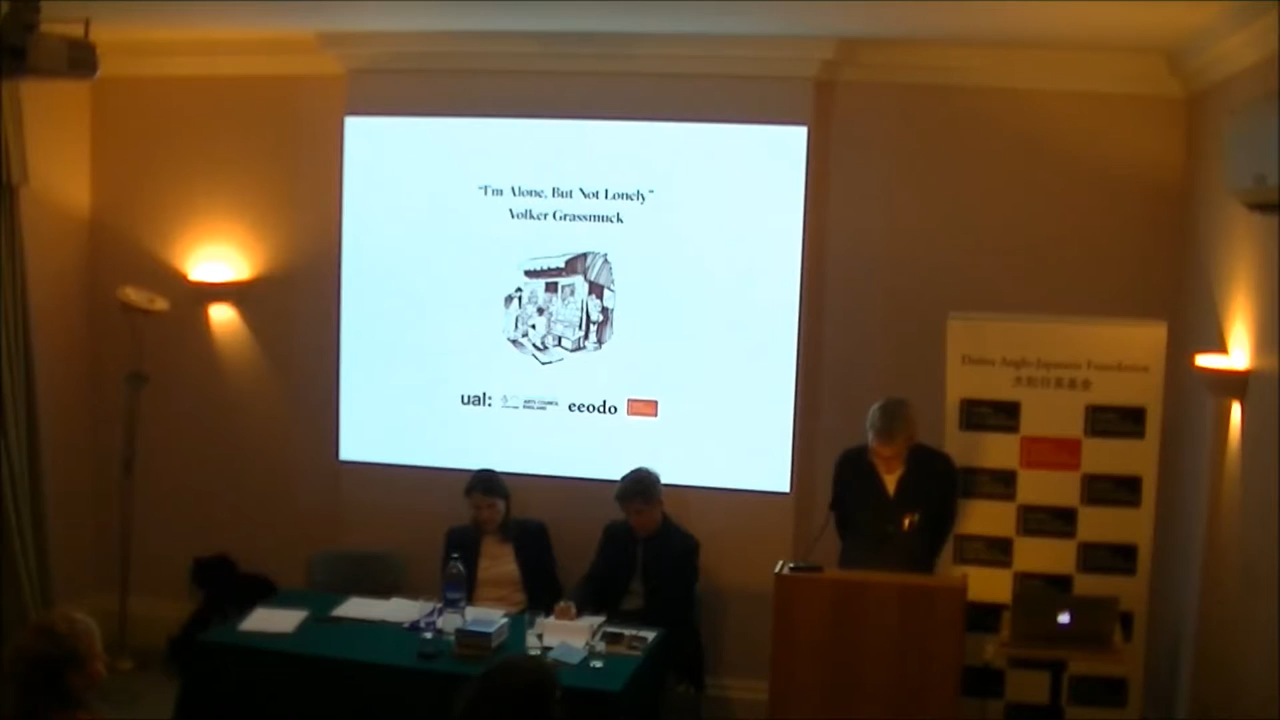 "I'm Alone, But Not Lonely"
Volker Grassmuck
ual:
ARTS COUNCIL
ENGLAND
eeodo
Daiwa Anglo-Japanese Foundation
大和日英基金